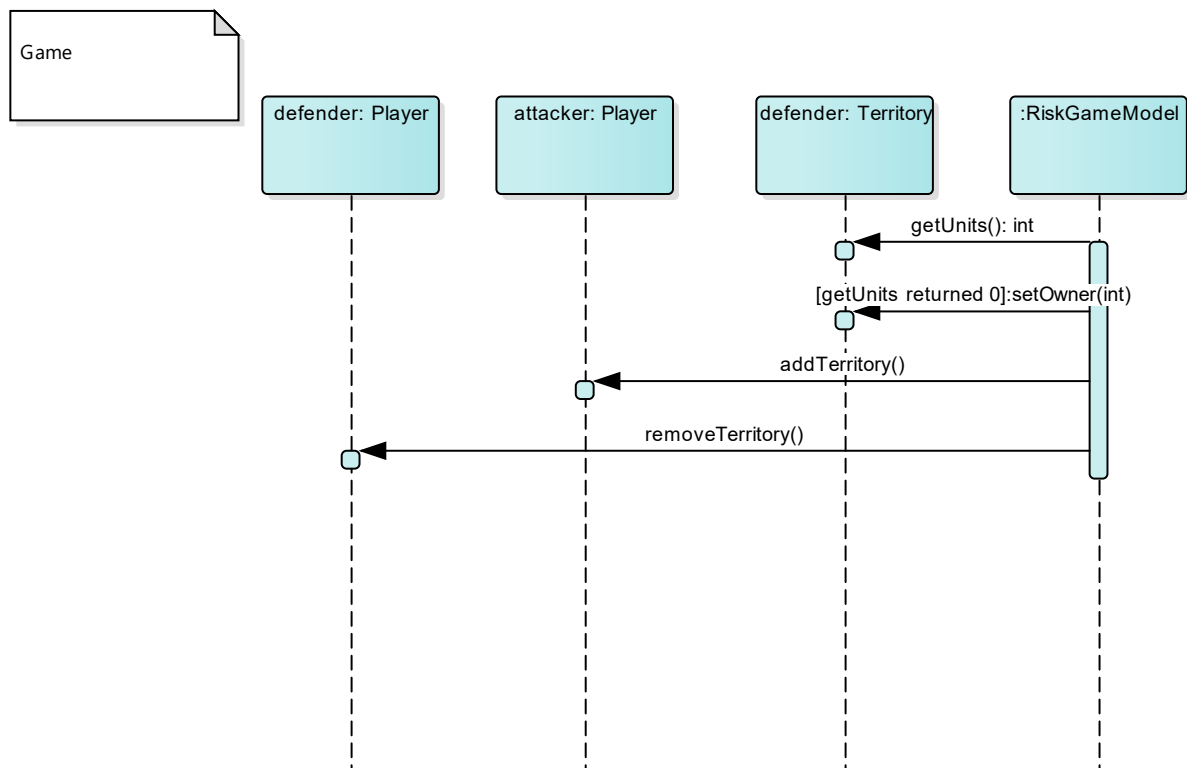 Game
defender: Player
attacker: Player
defender: Territory
:RiskGameModel
getUnits(): int
[getUnits returned 0]:setOwner(int)
addTerritory()
removeTerritory()